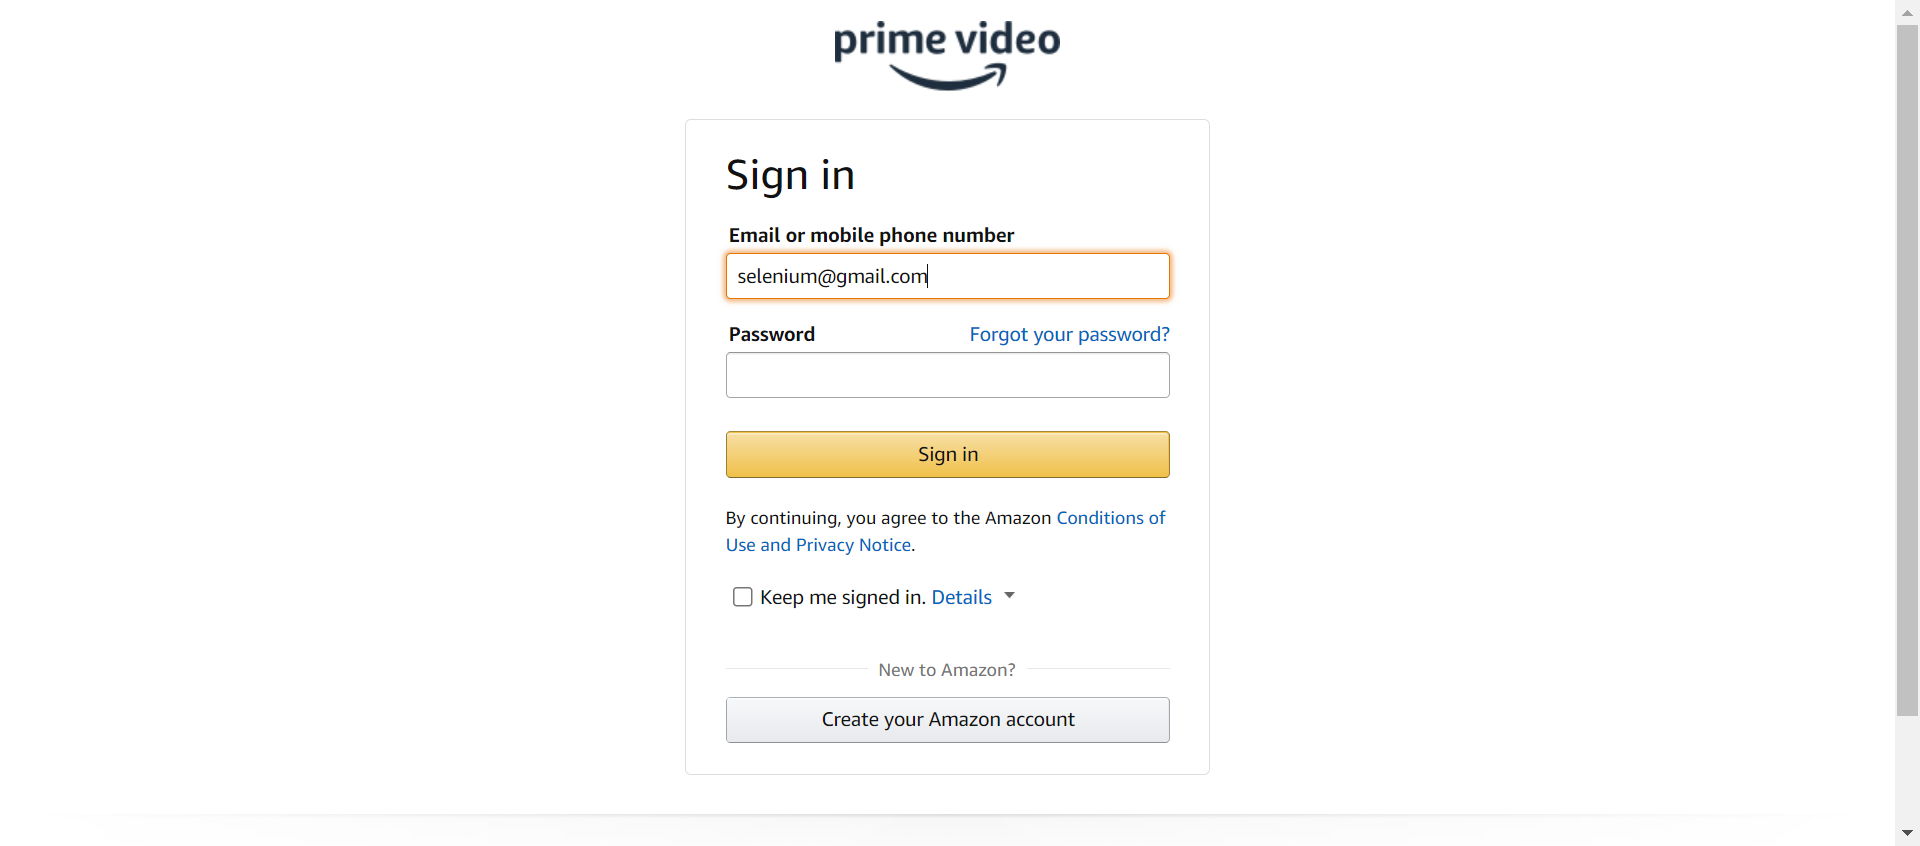 prime video
Sign in
Email or mobile phone number
selenium@gmail.com
Password Forgot your password?
Sign in
By continuing, you agree to the Amazon Conditions of
Use and Privacy Notice.
Keep me signed in. Details
New to Amazon?
Create your Amazon account